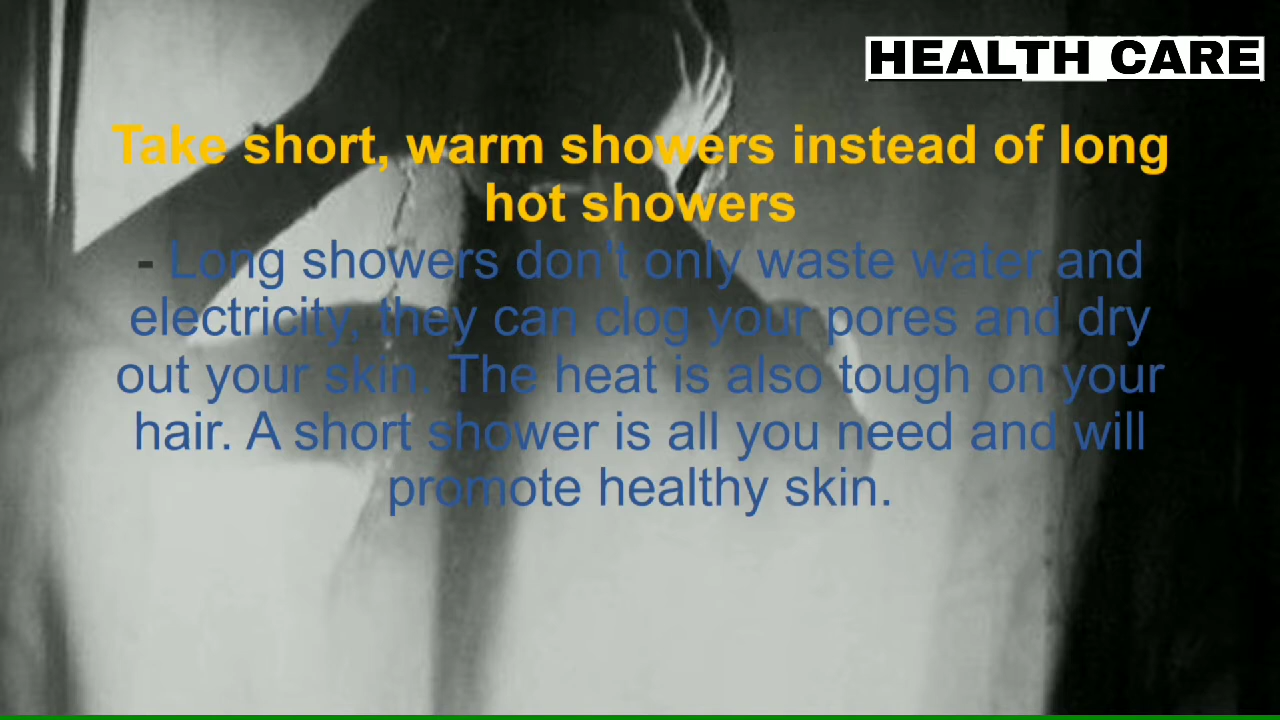 HEALTH CARE
Take short, warm showers instead of long
hot showers
- Long showers don't only waste water and
electricity, they can clog your pores and dry
out your skin. The heat is also tough on your
hair. A short shower is all you need and will
promote healthy skin.